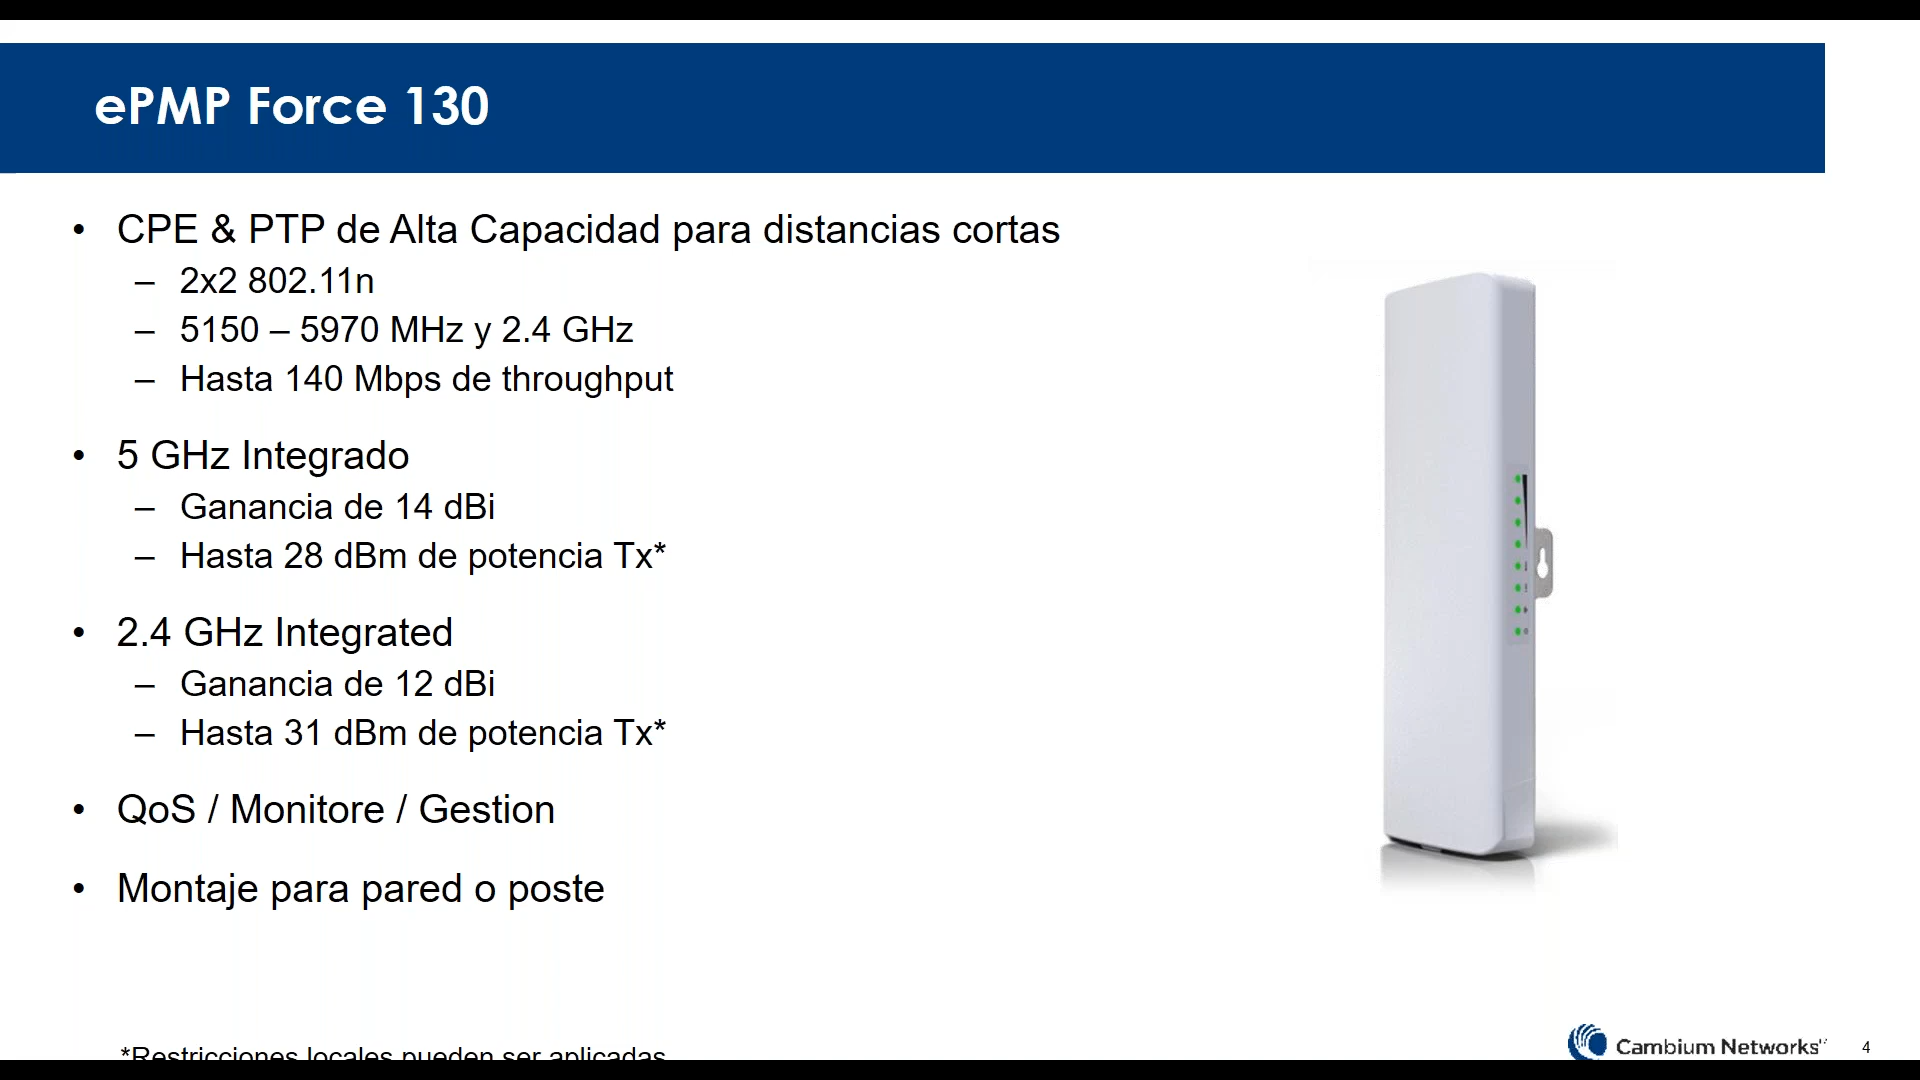 ePMP Force 130
• CPE & PTP de Alta Capacidad para distancias cortas
– 2x2 802.11n
– 5150 – 5970 MHz y 2.4 GHz
– Hasta 140 Mbps de throughput
• 5 GHz Integrado
– Ganancia de 14 dBi
– Hasta 28 dBm de potencia Tx*
• 2.4 GHz Integrated
– Ganancia de 12 dBi
– Hasta 31 dBm de potencia Tx*
• QoS / Monitore / Gestion
• Montaje para pared o poste
*Restricciones locales pueden ser aplicadas
Cambium Networks
4